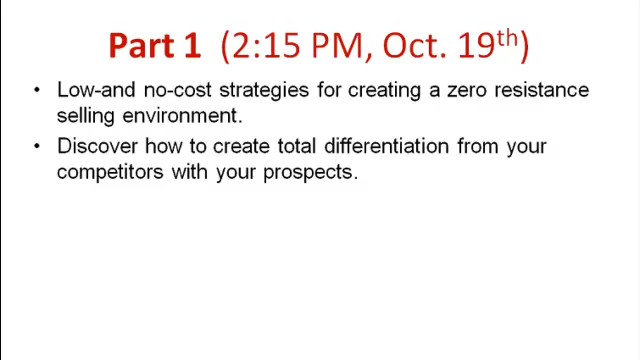 Part 1 (2:15 PM, Oct. 19th)
• Low-and no-cost strategies for creating a zero resistance
selling environment.
• Discover how to create total differentiation from your
competitors with your prospects.